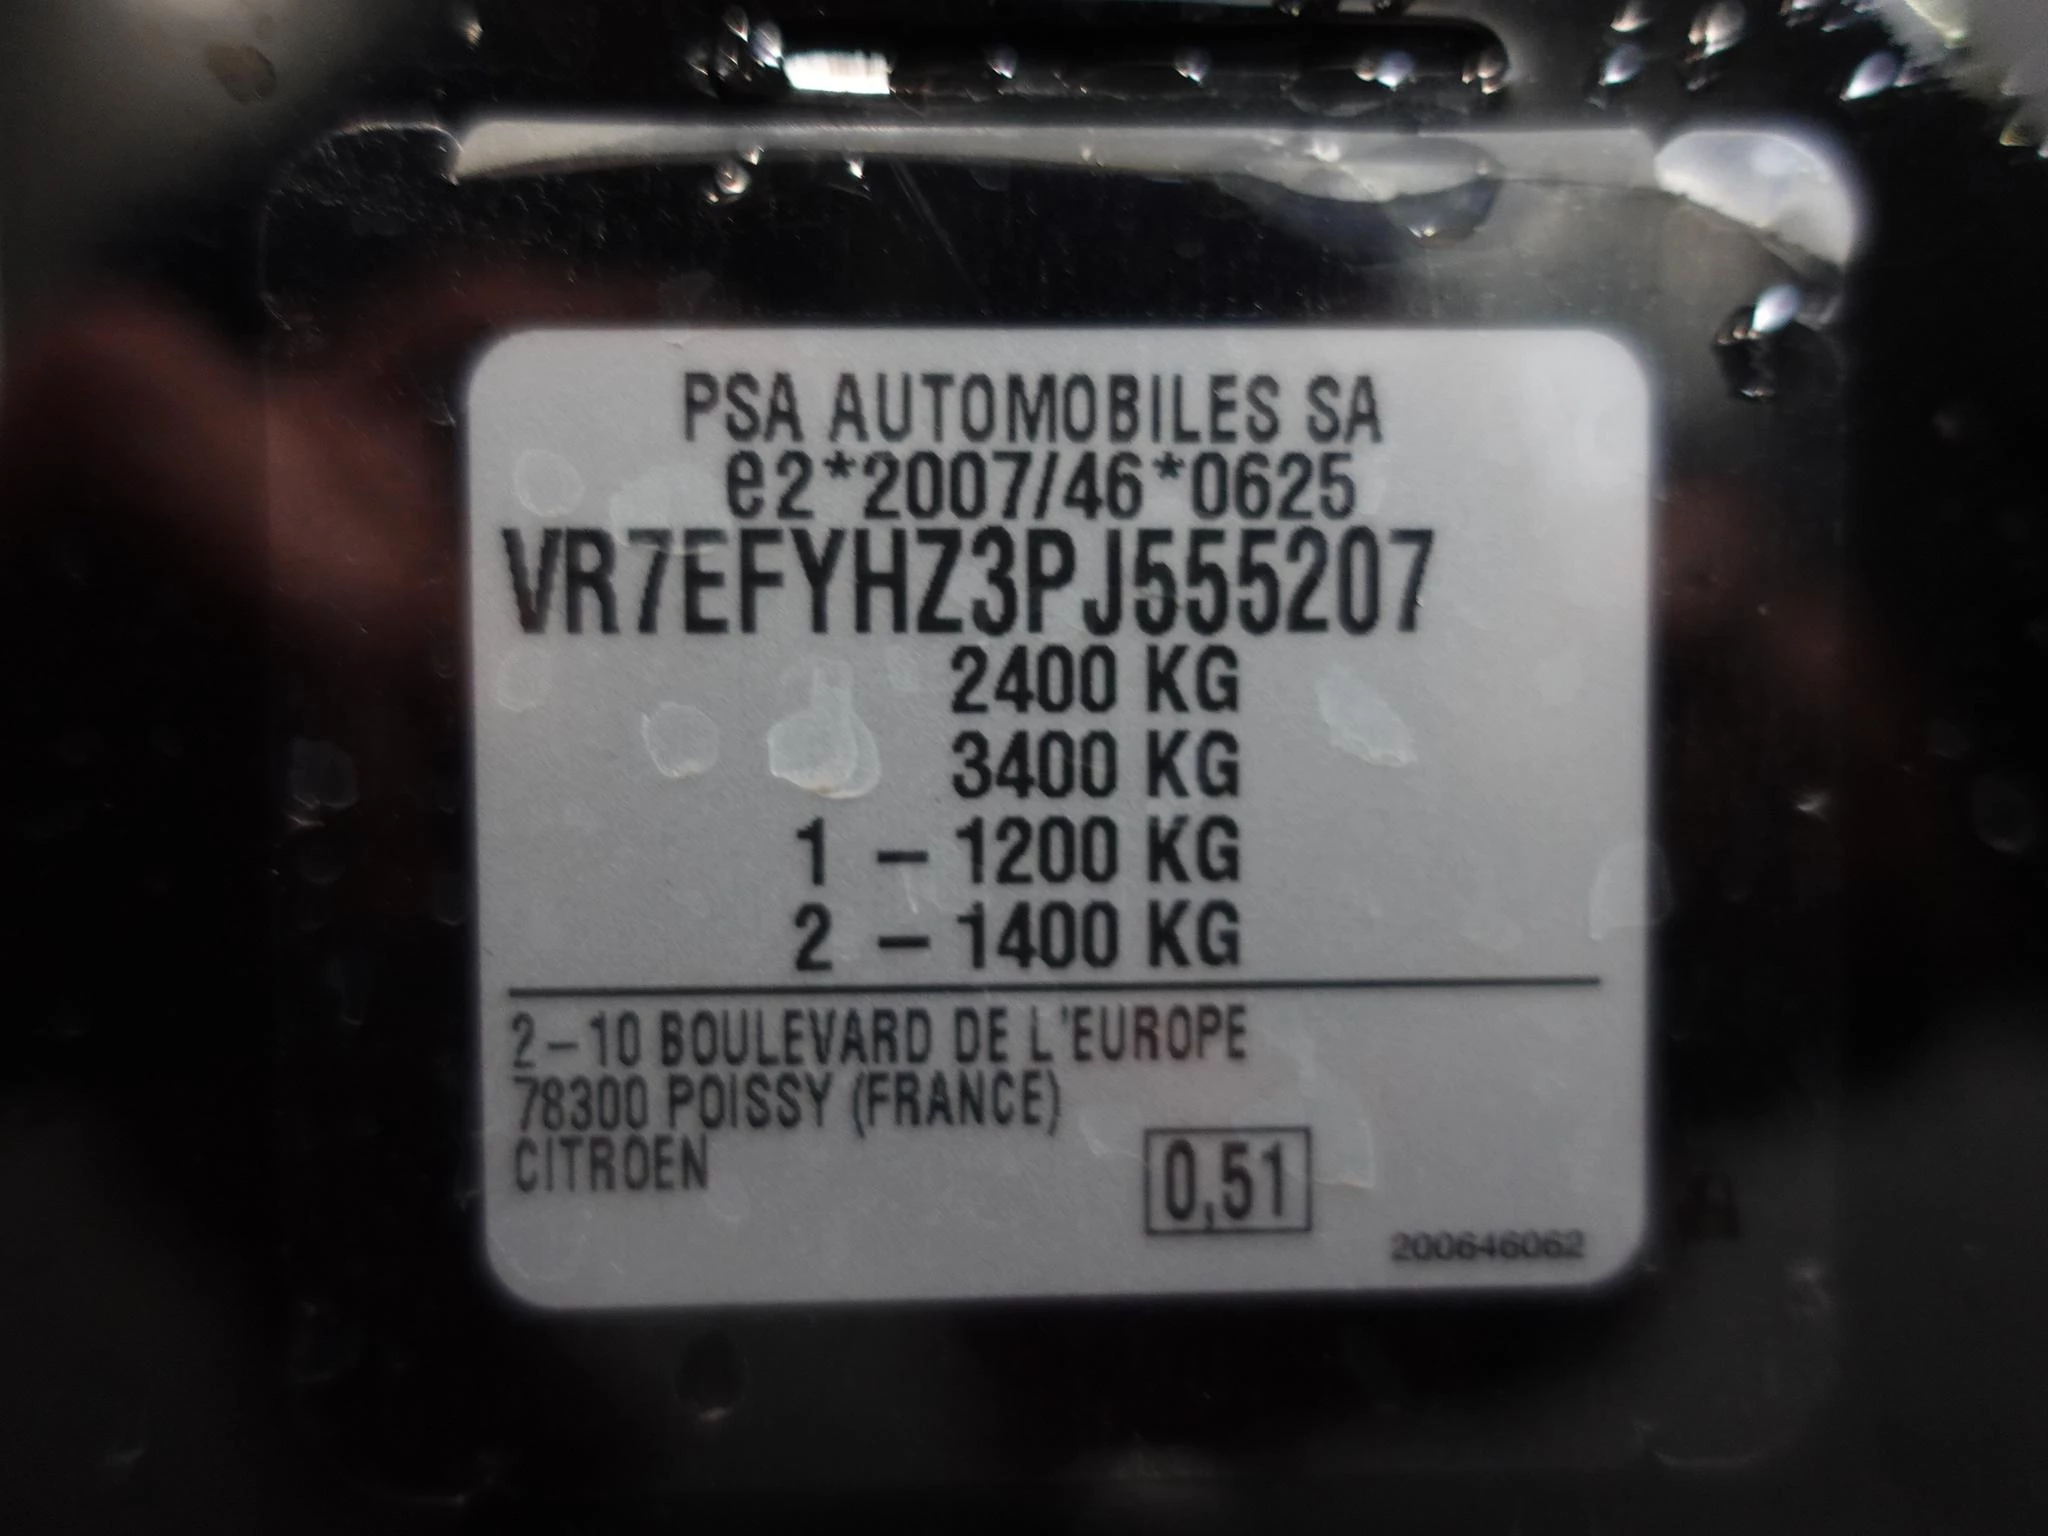 PSA AUTOMOBILES SA
e2*2007/46*0625
VR7EFYHZ3PJ555207
2400 KG
3400 KG
1 – 1200 KG
2 – 1400 KG
2–10 BOULEVARD DE L'EUROPE
78300 POISSY (FRANCE)
CITROEN
0,51
200646062